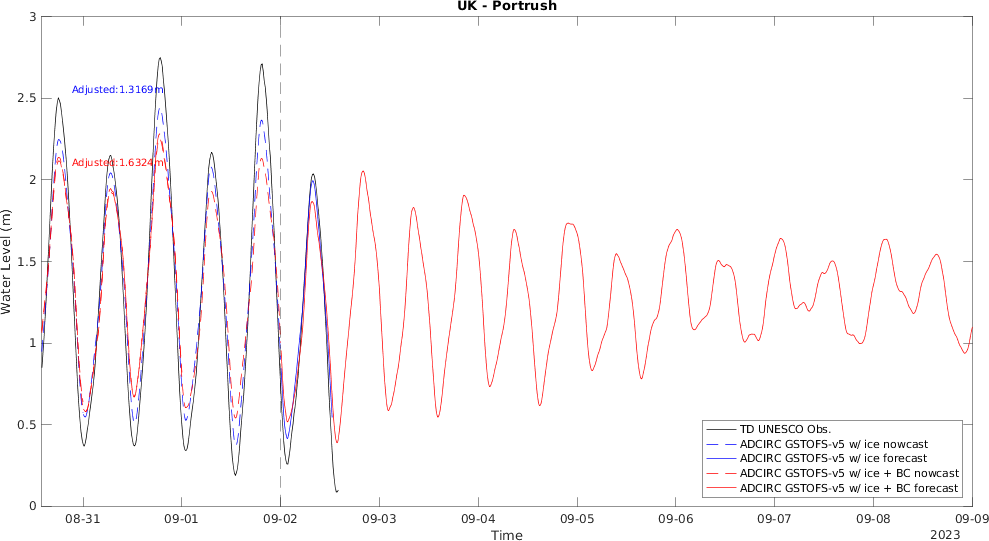 UK - Portrush
3
2.5
2
1.5
1
0.5
0
Water Level (m)
Adjusted:1.3169m
Adjusted:1.6324m
TD UNESCO Obs.
ADCIRC GSTOFS-v5 w/ ice nowcast
ADCIRC GSTOFS-v5 w/ ice forecast
ADCIRC GSTOFS-v5 w/ ice + BC nowcast
ADCIRC GSTOFS-v5 w/ ice + BC forecast
08-31 09-01 09-02 09-03 09-04 09-05 09-06 09-07 09-08 09-09
Time
2023